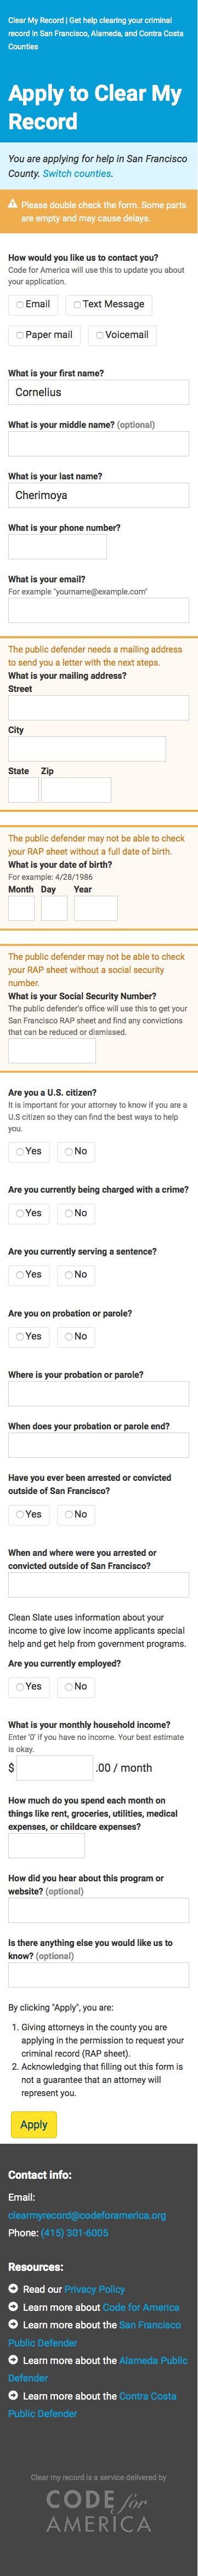 Clear My Record | Get help clearing your criminal
record in San Francisco, Alameda, and Contra Costa
Counties
Apply to Clear My
Record
You are applying for help in San Francisco
County. Switch counties.
Please double check the form. Some parts
are empty and may cause delays.
How would you like us to contact you?
Code for America will use this to update you about
your application.
Email
Text Message
Paper mail
Voicemail
What is your first name?
Cornelius
What is your middle name? (optional)
What is your last name?
Cherimoya
What is your phone number?
What is your email?
For example "yourname@example.com"
The public defender needs a mailing address
to send you a letter with the next steps.
What is your mailing address?
Street
City
State Zip
The public defender may not be able to check
your RAP sheet without a full date of birth.
What is your date of birth?
For example: 4/28/1986
Month Day Year
The public defender may not be able to check
your RAP sheet without a social security
number.
What is your Social Security Number?
The public defender's office will use this to get your
San Francisco RAP sheet and find any convictions
that can be reduced or dismissed.
Are you a U.S. citizen?
It is important for your attorney to know if you are a
U.S citizen so they can find the best ways to help
you.
Yes No
Are you currently being charged with a crime?
Yes No
Are you currently serving a sentence?
Yes No
Are you on probation or parole?
Yes No
Where is your probation or parole?
When does your probation or parole end?
Have you ever been arrested or convicted
outside of San Francisco?
Yes No
When and where were you arrested or
convicted outside of San Francisco?
Clean Slate uses information about your
income to give low income applicants special
help and get help from government programs.
Are you currently employed?
Yes No
What is your monthly household income?
Enter '0' if you have no income. Your best estimate
is okay.
$ .00 / month
How much do you spend each month on
things like rent, groceries, utilities, medical
expenses, or childcare expenses?
How did you hear about this program or
website? (optional)
Is there anything else you would like us to
know? (optional)
By clicking "Apply", you are:
1. Giving attorneys in the county you are
applying in the permission to request your
criminal record (RAP sheet).
2. Acknowledging that filling out this form is
not a guarantee that an attorney will
represent you.
Apply
Contact info:
Email:
clearmyrecord@codeforamerica.org
Phone: (415) 301-6005
Resources:
Read our Privacy Policy
Learn more about Code for America
Learn more about the San Francisco
Public Defender
Learn more about the Alameda Public
Defender
Learn more about the Contra Costa
Public Defender
Clear my record is a service delivered by
CODE for
AMERICA